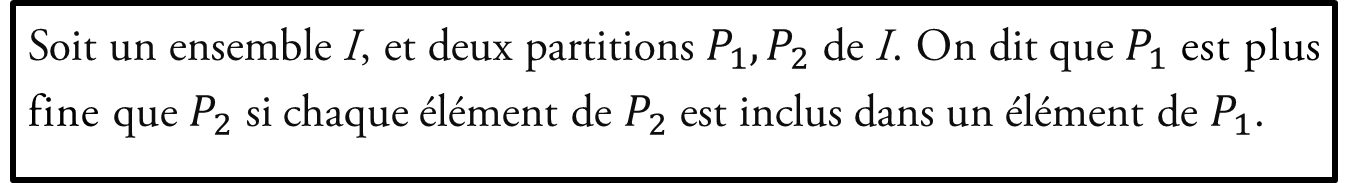 Soit un ensemble I, et deux partitions P₁, P₂ de I. On dit que P₁ est plus
fine que P₂ si chaque élément de P₂ est inclus dans un élément de P₁.